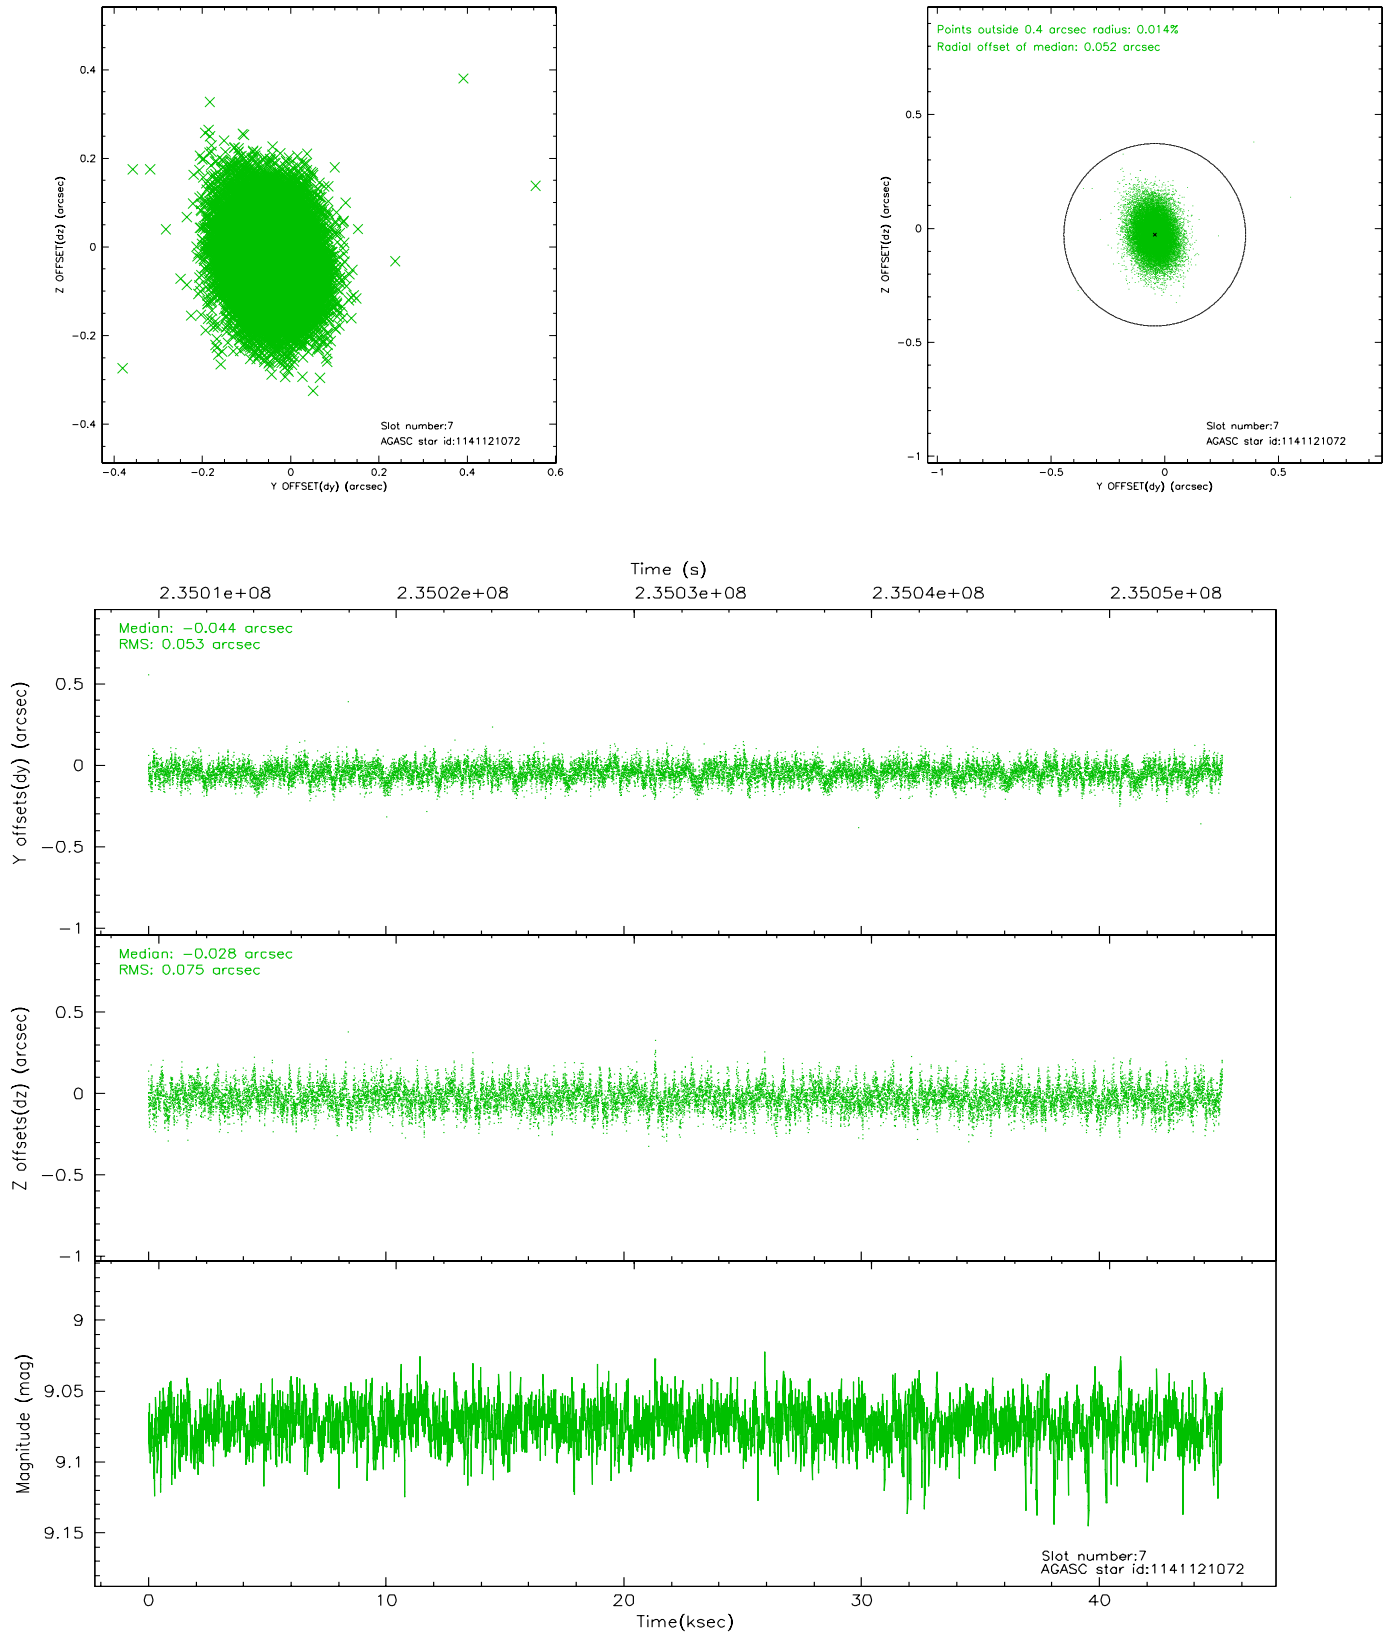 0.4
0.2
0
−0.2
−0.4
Z OFFSET(dz) (arcsec)
Slot number:7
AGASC star id:1141121072
−0.4 −0.2 0 0.2 0.4 0.6
Y OFFSET(dy) (arcsec)
Points outside 0.4 arcsec radius: 0.014%
Radial offset of median: 0.052 arcsec
0.5
0
−0.5
−1
Z OFFSET(dz) (arcsec)
Slot number:7
AGASC star id:1141121072
−1 −0.5 0 0.5
Y OFFSET(dy) (arcsec)
Time (s)
2.3501e+08 2.3502e+08 2.3503e+08 2.3504e+08 2.3505e+08
Median: −0.044 arcsec
RMS: 0.053 arcsec
0.5
0
−0.5
−1
Y offsets(dy) (arcsec)
Median: −0.028 arcsec
RMS: 0.075 arcsec
0.5
0
−0.5
−1
Z offsets(dz) (arcsec)
9
9.05
9.1
9.15
Magnitude (mag)
Slot number:7
AGASC star id:1141121072
0 10 20 30 40
Time(ksec)